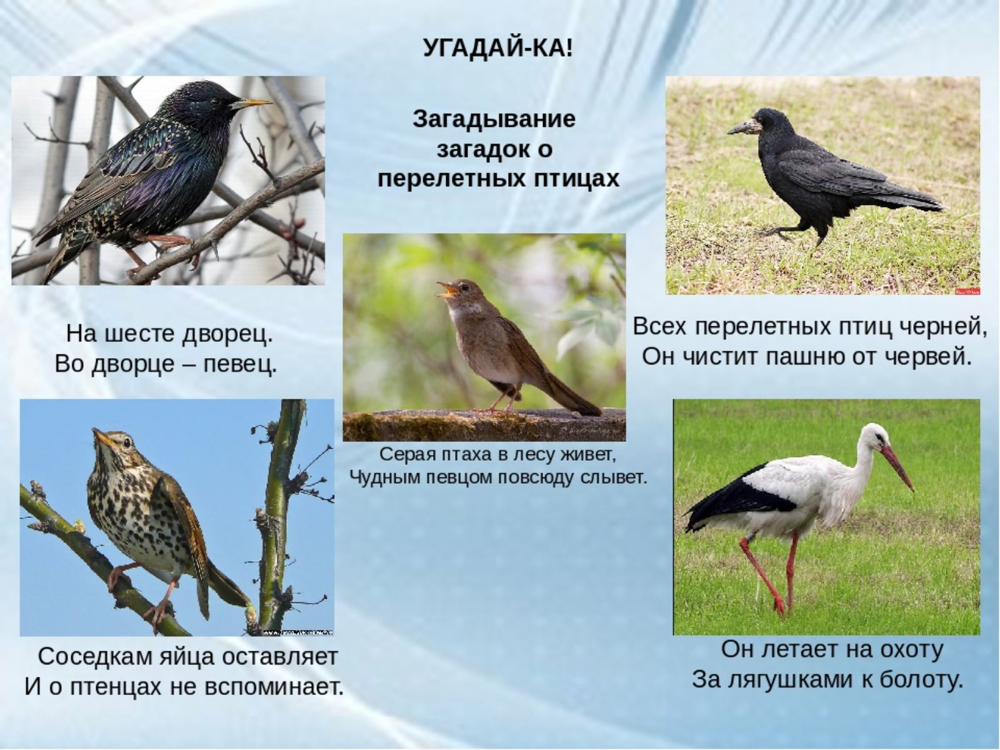 УГАДАЙ-КА!
Загадывание
загадок о
перелетных птицах
На шесте дворец.
Во дворце – певец.
Всех перелетных птиц черней,
Он чистит пашню от червей.
Серая птаха в лесу живет,
Чудным певцом повсюду слывет.
Соседкам яйца оставляет
И о птенцах не вспоминает.
Он летает на охоту
За лягушками к болоту.